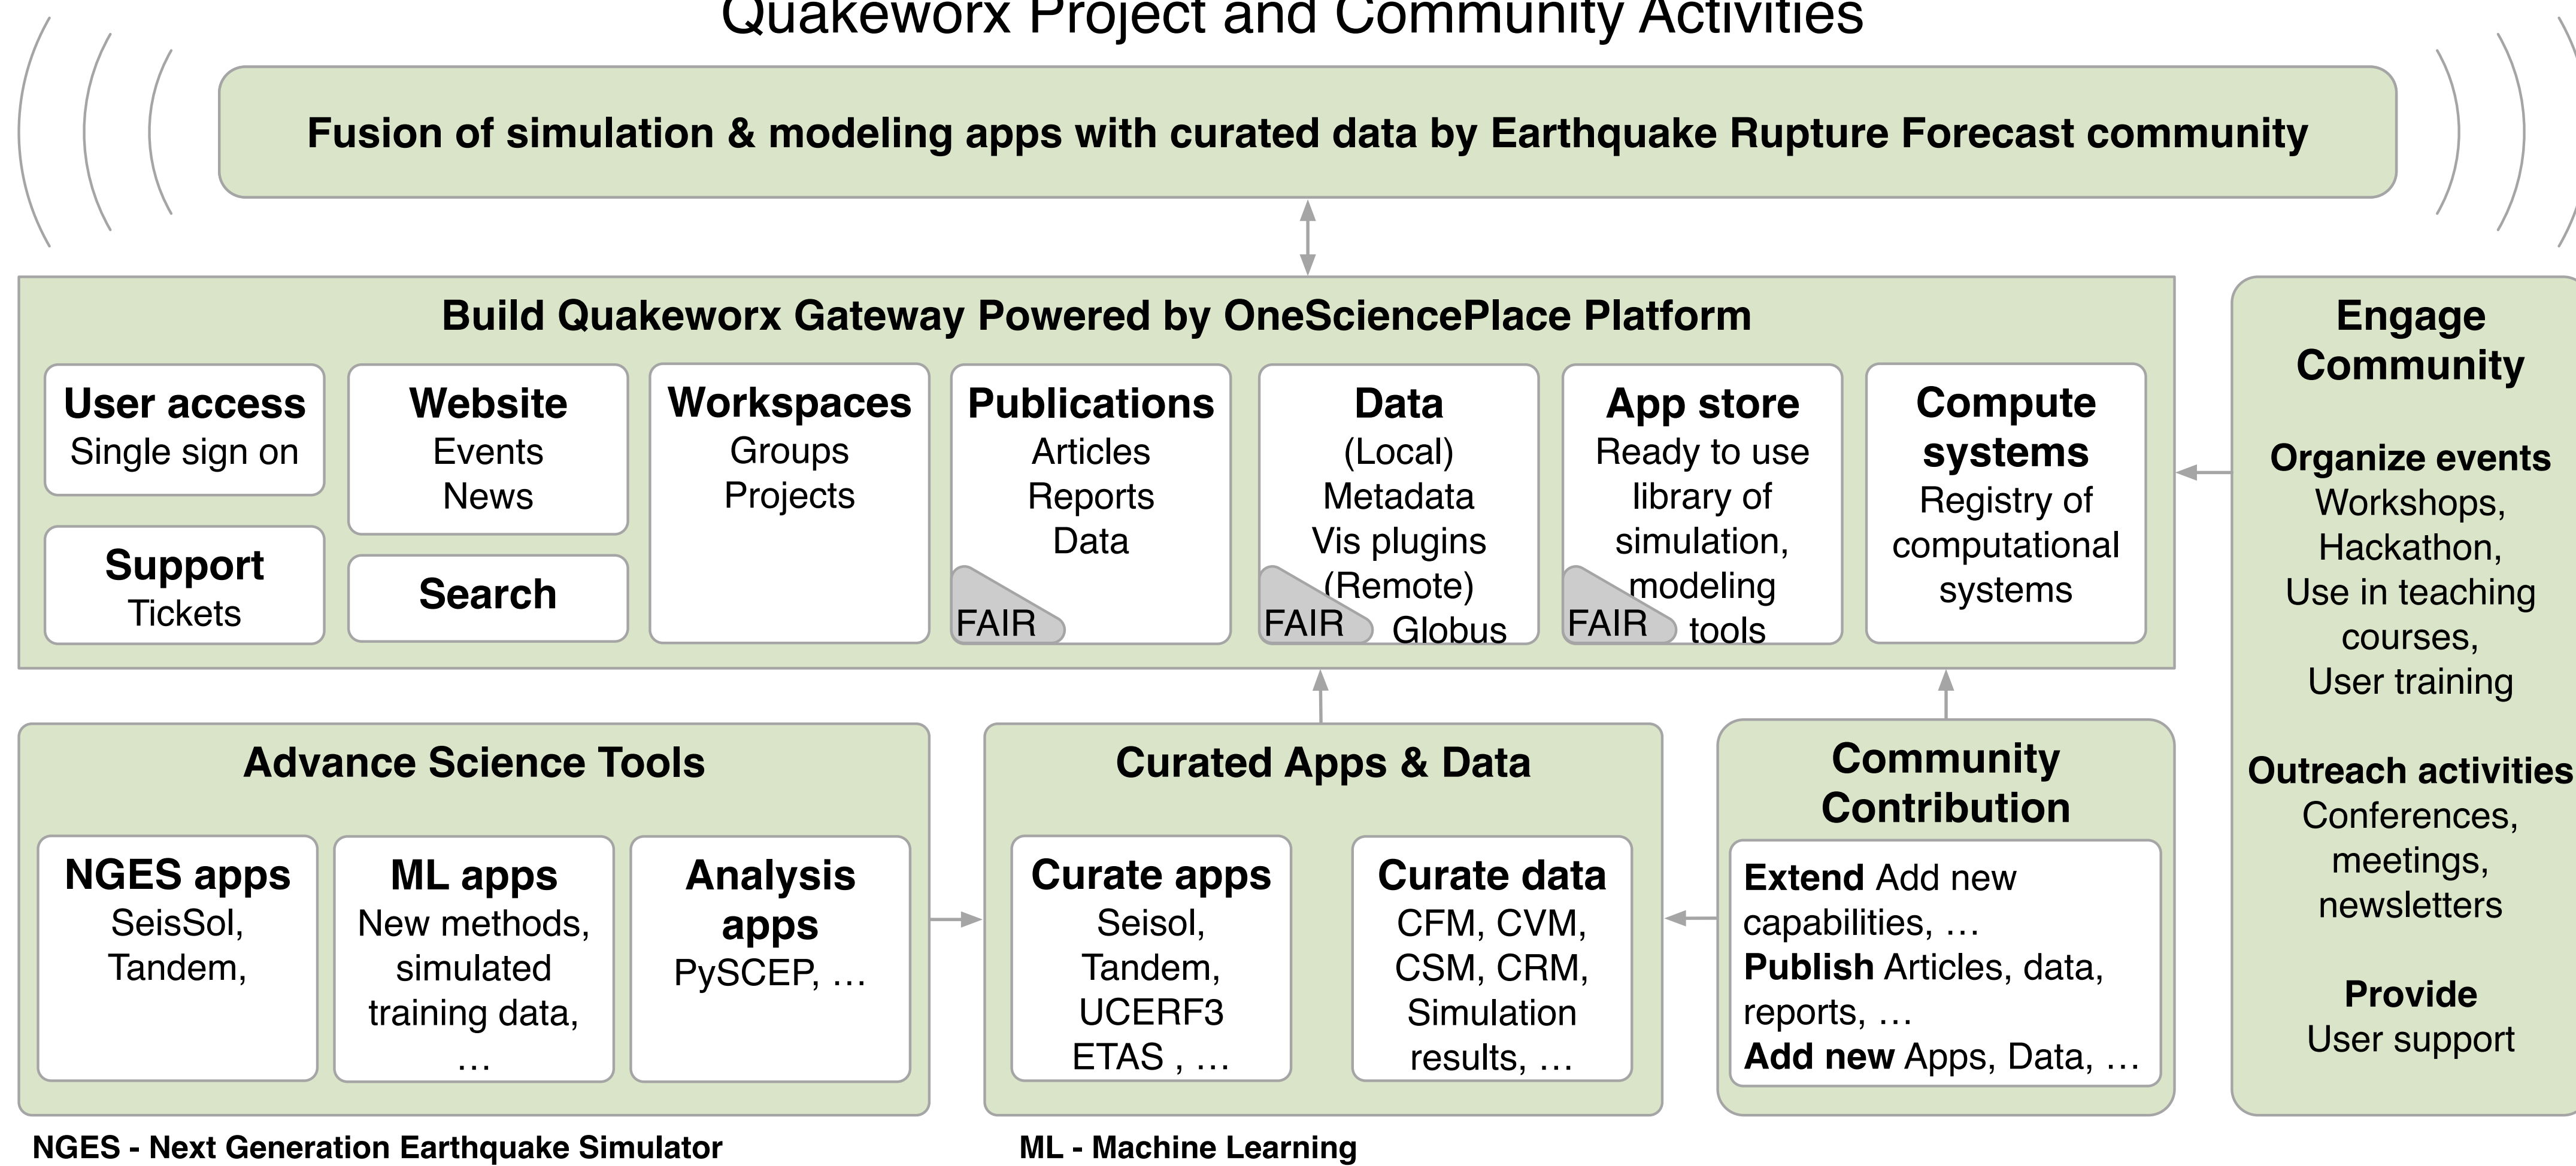 Quakeworx Project and Community Activities
Fusion of simulation & modeling apps with curated data by Earthquake Rupture Forecast community
Build Quakeworx Gateway Powered by OneSciencePlace Platform
User access
Single sign on
Support
Tickets
Website
Events
News
Search
Workspaces
Groups
Projects
Publications
Articles
Reports
Data
FAIR
Data
(Local)
Metadata
Vis plugins
(Remote)
Globus
FAIR
App store
Ready to use
library of
simulation,
modeling
tools
FAIR
Compute
systems
Registry of
computational
systems
Engage
Community
Organize events
Workshops,
Hackathon,
Use in teaching
courses,
User training
Outreach activities
Conferences,
meetings,
newsletters
Provide
User support
Advance Science Tools
NGES apps
SeisSol,
Tandem,
ML apps
New methods,
simulated
training data,
…
Analysis
apps
PySCEP, …
Curated Apps & Data
Curate apps
Seisol,
Tandem,
UCERF3
ETAS , …
Curate data
CFM, CVM,
CSM, CRM,
Simulation
results, …
Community
Contribution
Extend Add new
capabilities, …
Publish Articles, data,
reports, …
Add new Apps, Data, …
NGES - Next Generation Earthquake Simulator
ML - Machine Learning